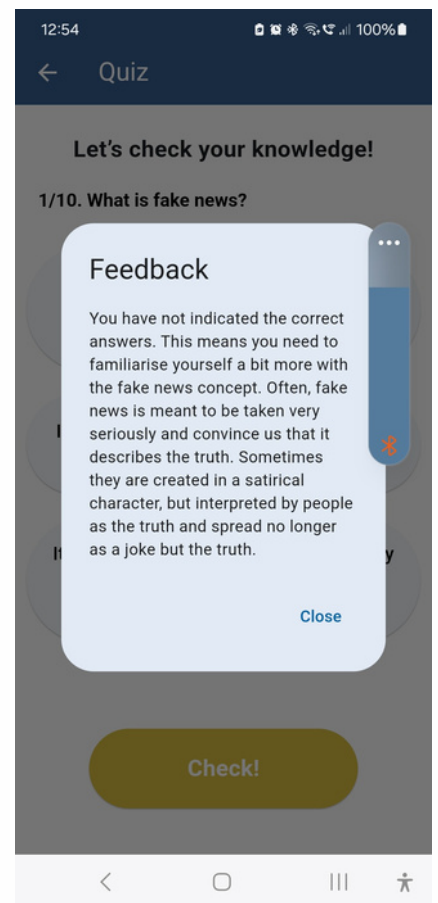 12:54 100%
Quiz
Let's check your knowledge!
1/10. What is fake news?
Feedback
You have not indicated the correct
answers. This means you need to
familiarise yourself a bit more with
the fake news concept. Often, fake
news is meant to be taken very
seriously and convince us that it
describes the truth. Sometimes
they are created in a satirical
character, but interpreted by people
as the truth and spread no longer
as a joke but the truth.
Close
Check!